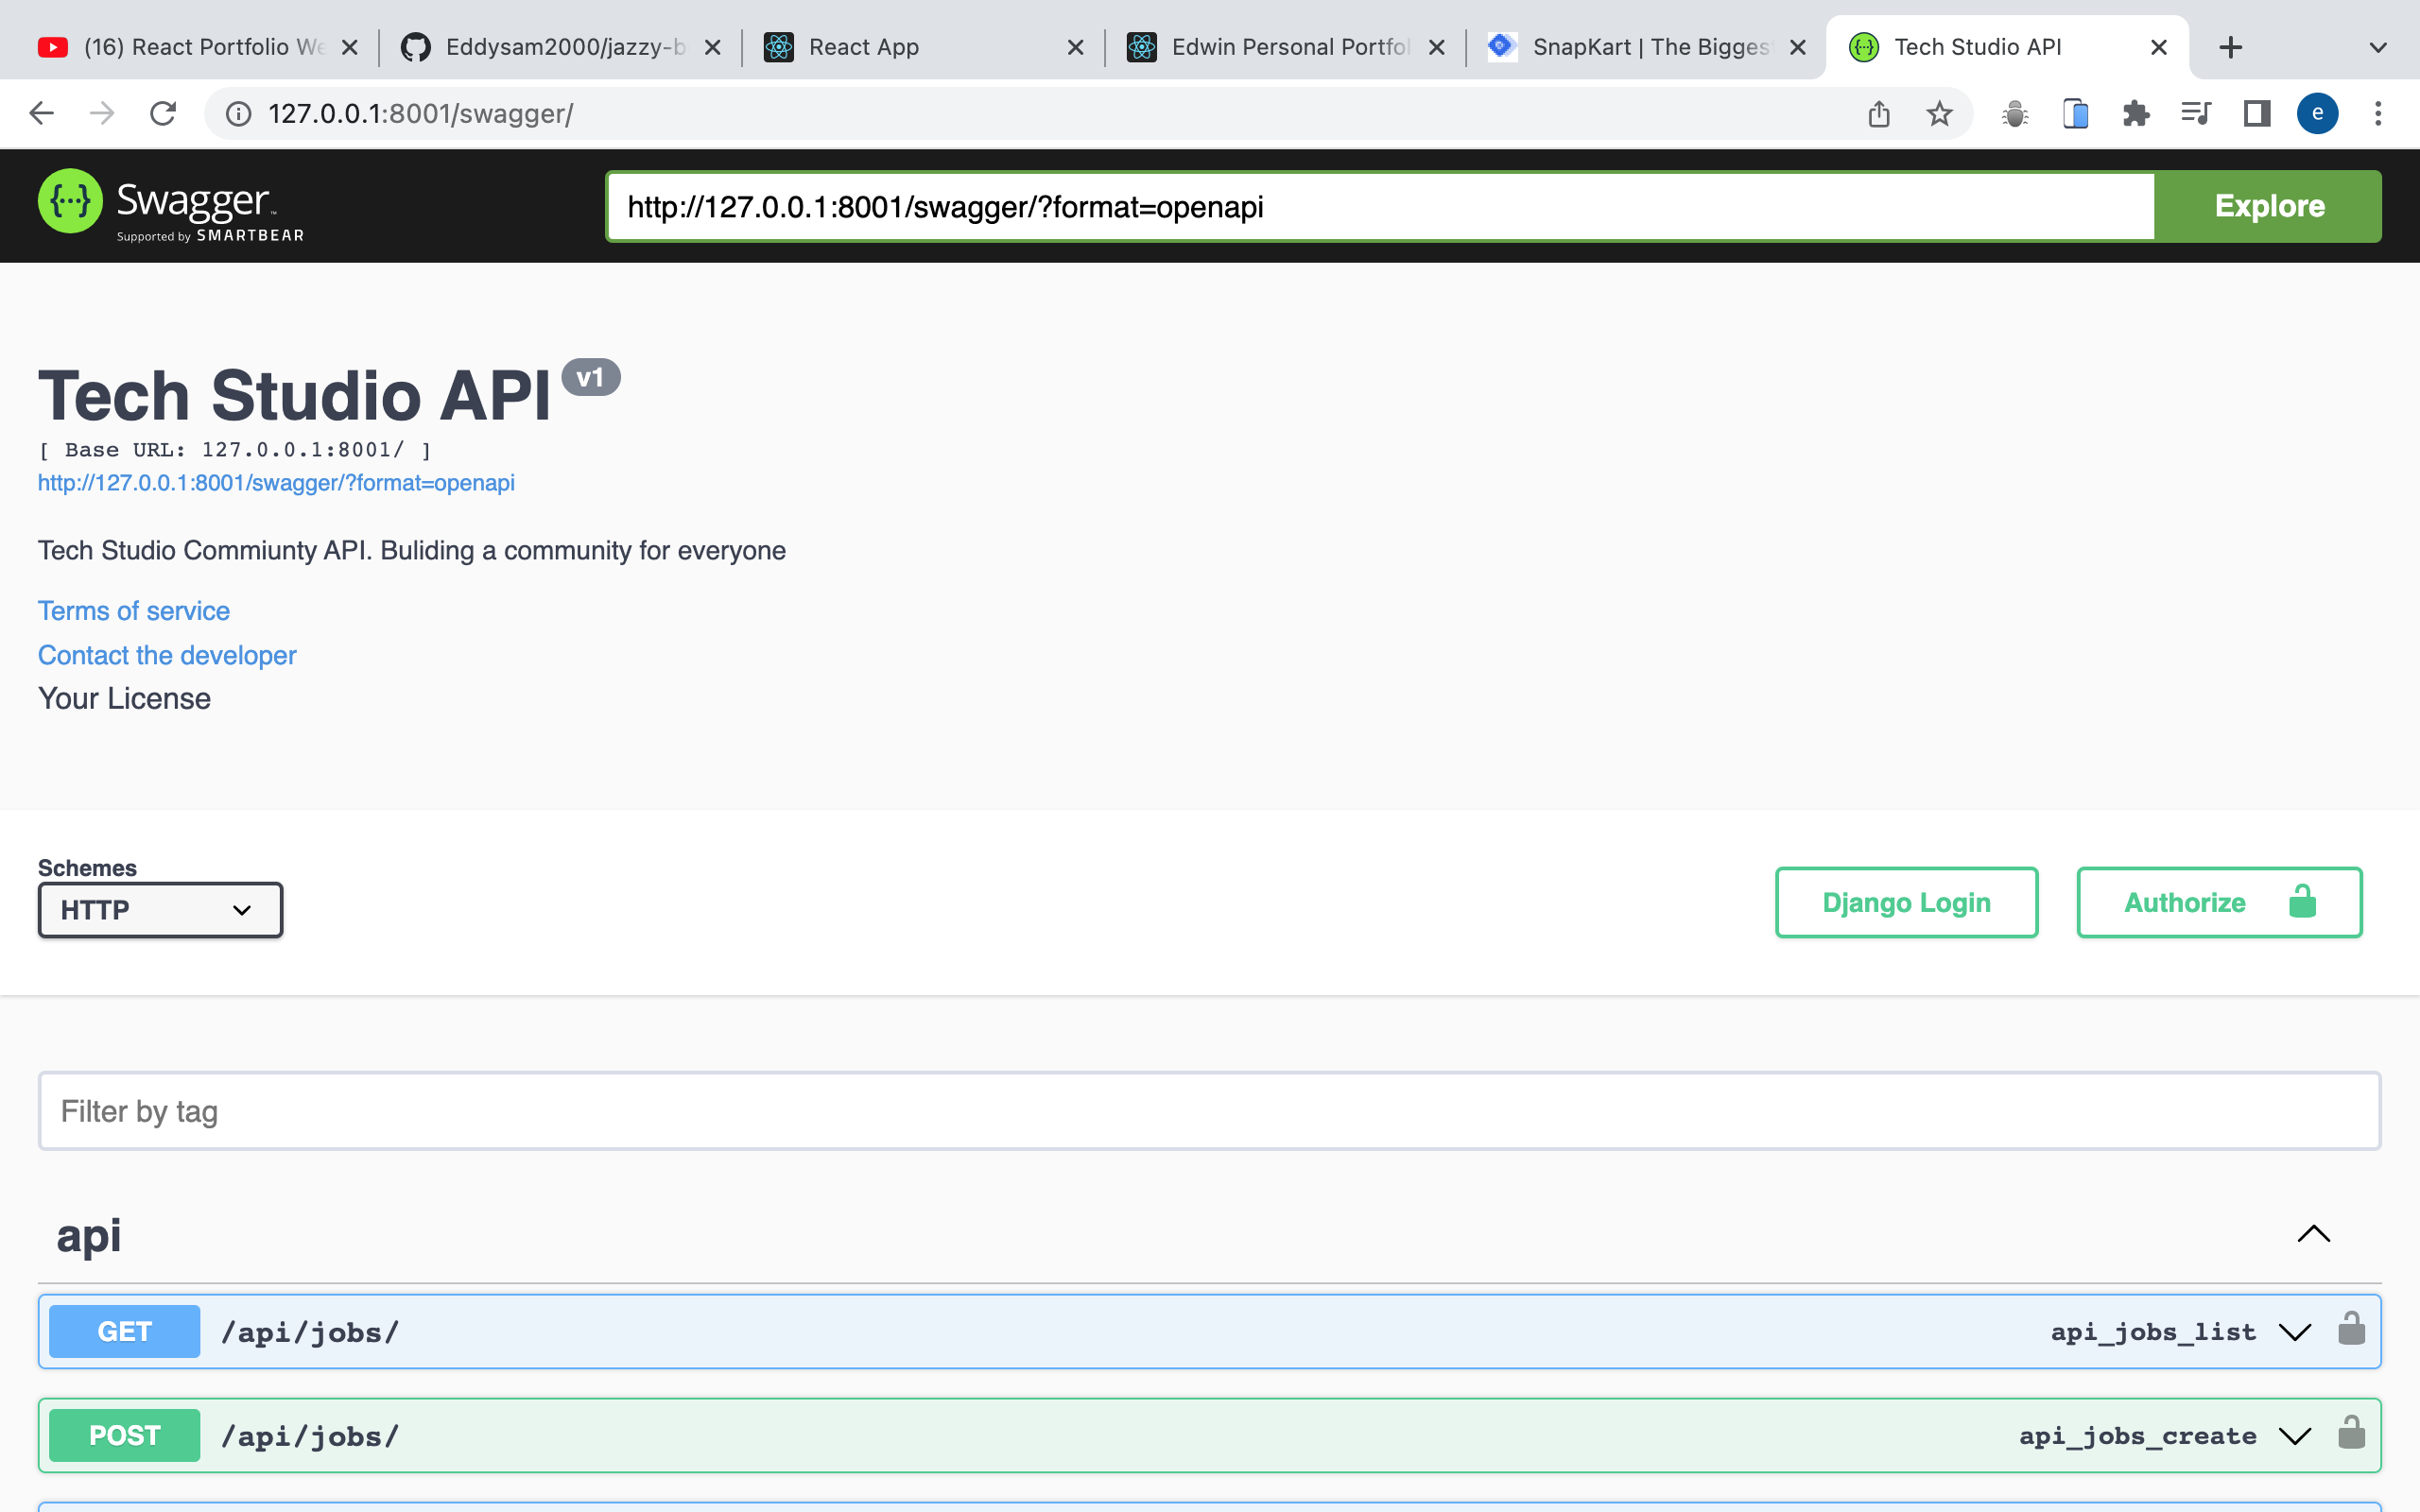 (16) React Portfolio We
Eddysam2000/jazzy-b
React App
Edwin Personal Portfol
SnapKart | The Bigges
Tech Studio API
127.0.0.1:8001/swagger/
e
Swagger™
Supported by SMARTBEAR
http://127.0.0.1:8001/swagger/?format=openapi
Explore
Tech Studio API v1
[ Base URL: 127.0.0.1:8001/ ]
http://127.0.0.1:8001/swagger/?format=openapi
Tech Studio Commiunty API. Buliding a community for everyone
Terms of service
Contact the developer
Your License
Schemes
HTTP
Django Login
Authorize
Filter by tag
api
GET /api/jobs/ api_jobs_list
POST /api/jobs/ api_jobs_create